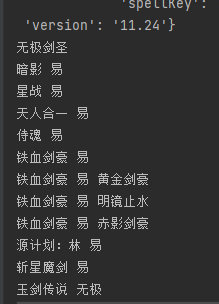 'spellKey':
'version': '11.24'}
无极剑圣
暗影 易
星战 易
天人合一 易
侍魂 易
铁血剑豪 易
铁血剑豪 易 黄金剑豪
铁血剑豪 易 明镜止水
铁血剑豪 易 赤影剑豪
源计划: 林 易
斩星魔剑 易
玉剑传说 无极